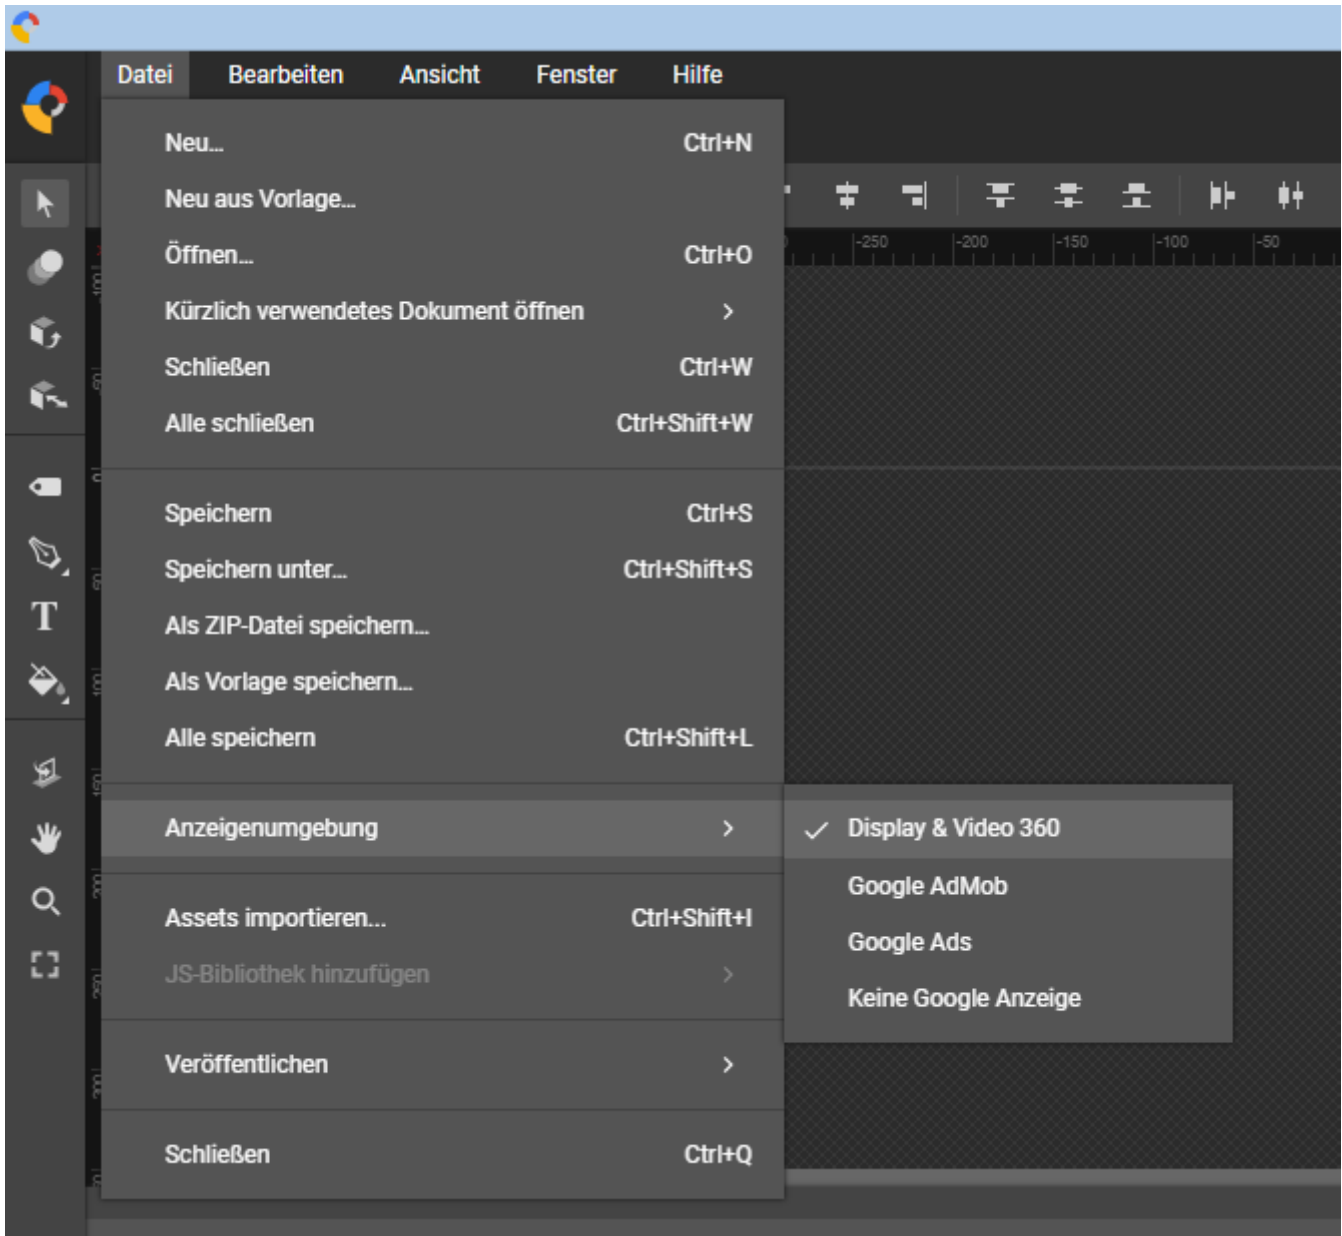 Datei Bearbeiten Ansicht Fenster Hilfe
Neu... Ctrl+N
Neu aus Vorlage...
Öffnen... Ctrl+O
Kürzlich verwendetes Dokument öffnen
Schließen Ctrl+W
Alle schließen Ctrl+Shift+W
Speichern Ctrl+S
Speichern unter... Ctrl+Shift+S
Als ZIP-Datei speichern...
Als Vorlage speichern...
Alle speichern Ctrl+Shift+L
Anzeigenumgebung
Assets importieren... Ctrl+Shift+I
JS-Bibliothek hinzufügen
Veröffentlichen
Schließen Ctrl+Q
Display & Video 360
Google AdMob
Google Ads
Keine Google Anzeige
T
-250 -200 -150 -100 -50